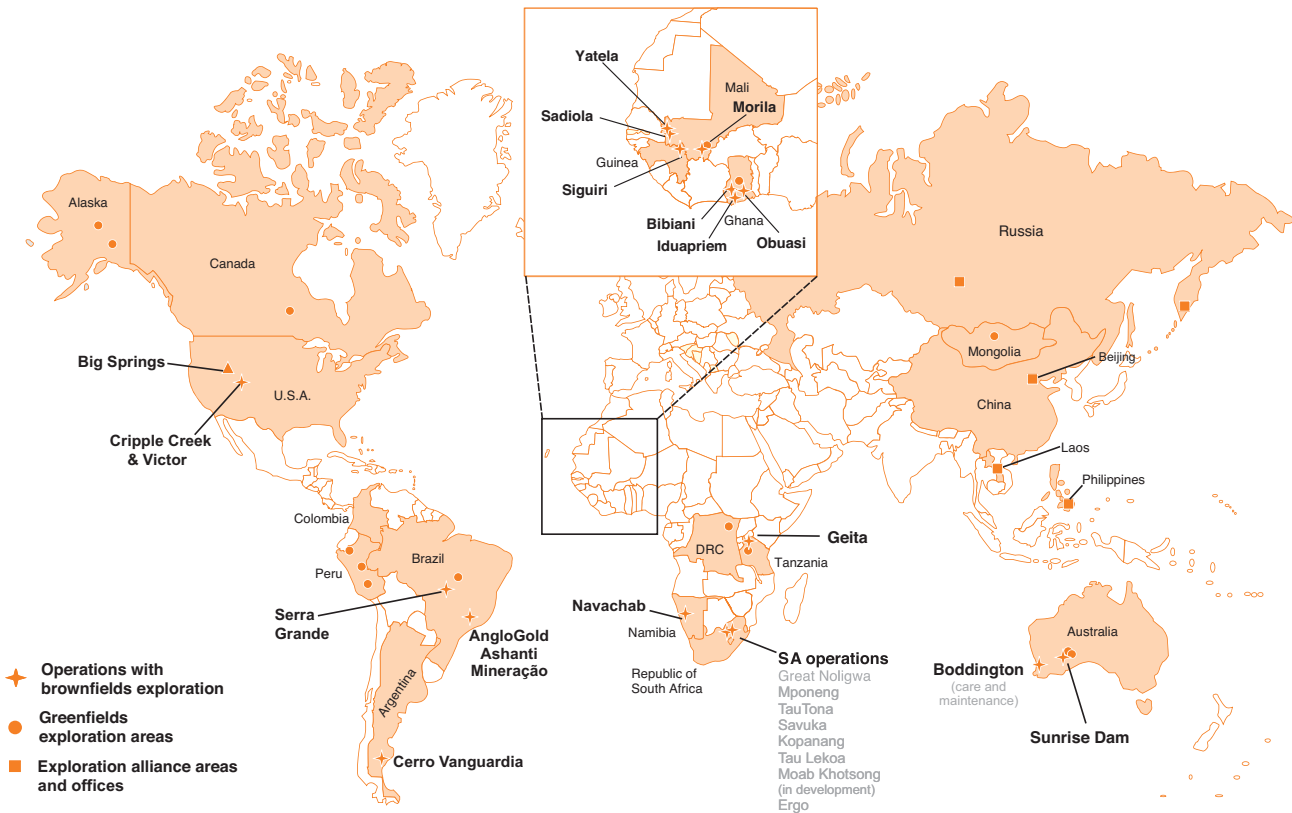 Yatela
Mali
Morila
Sadiola
Guinea
Siguiri
Bibiani
Ghana
Iduapriem
Obuasi
Alaska
Canada
Russia
Big Springs
U.S.A.
Cripple Creek
& Victor
Mongolia
Beijing
China
Laos
Philippines
Colombia
Peru
Brazil
Serra
Grande
AngloGold
Ashanti
Mineração
Argentina
Cerro Vanguardia
DRC
Geita
Tanzania
Navachab
Namibia
Republic of
South Africa
SA operations
Great Noligwa
Mponeng
TauTona
Savuka
Kopanang
Tau Lekoa
Moab Khotsong
(in development)
Ergo
Australia
Boddington
(care and
maintenance)
Sunrise Dam
Operations with
brownfields exploration
Greenfields
exploration areas
Exploration alliance areas
and offices